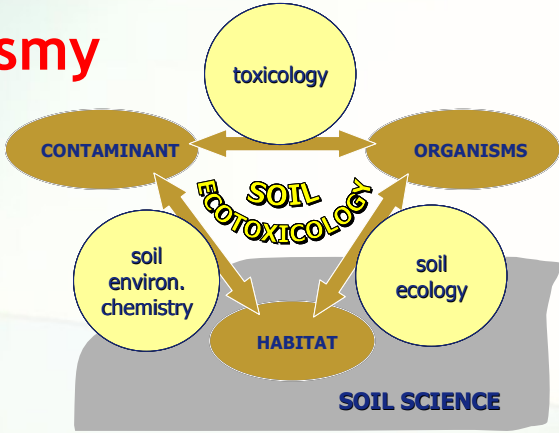 smy
toxicology
CONTAMINANT
ORGANISMS
SOIL
ECOTOXICOLOGY
soil
environ.
chemistry
soil
ecology
HABITAT
SOIL SCIENCE